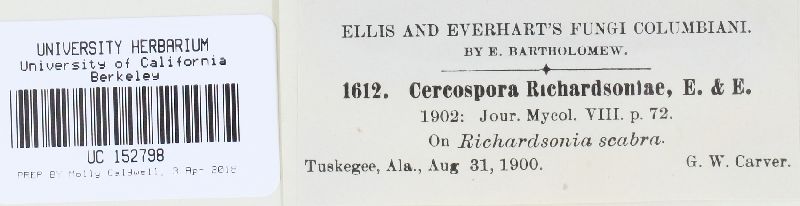 UNIVERSITY HERBARIUM
University of California
Berkeley
UC 152798
PREP BY Molly Caldwell, 3 Apr 2018
ELLIS AND EVERHART'S FUNGI COLUMBIANI.
BY E. BARTHOLOMEW.
1612. Cercospora Richardsoniae, E. & E.
1902: Jour. Mycol. VIII. p. 72.
On Richardsonia scabra.
Tuskegee, Ala., Aug 31, 1900. G. W. Carver.